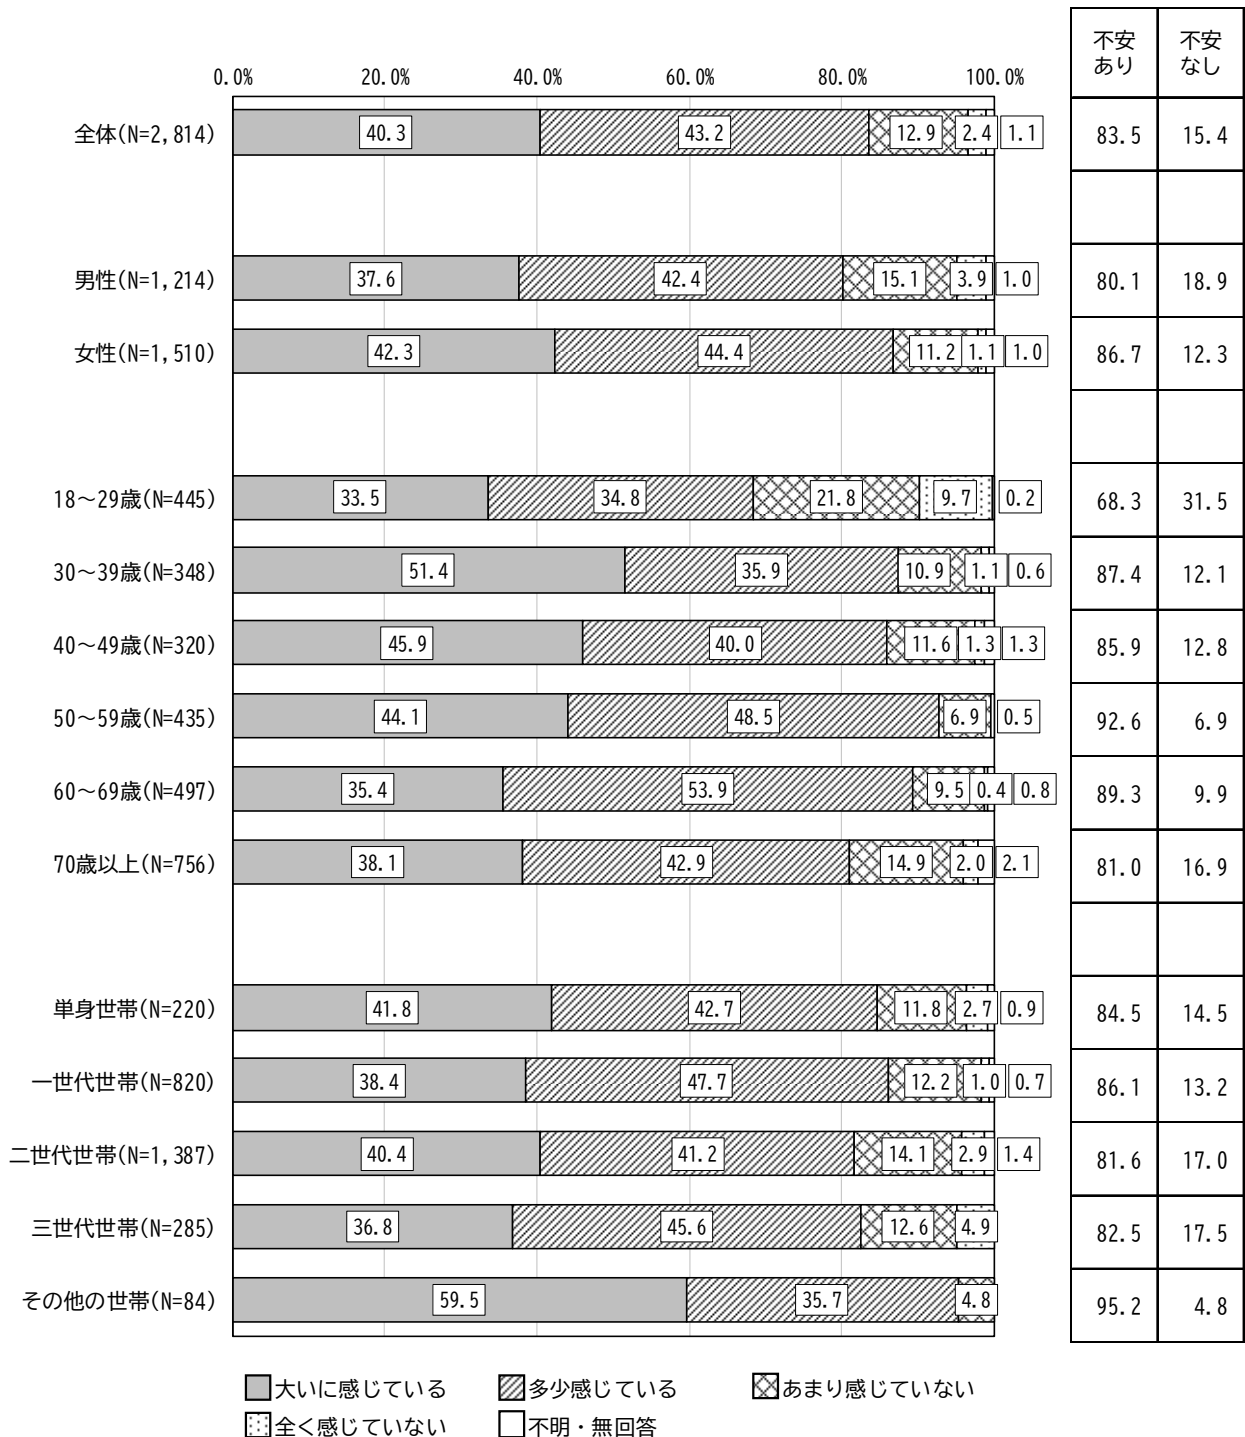 不安あり 不安なし
0.0% 20.0% 40.0% 60.0% 80.0% 100.0%
全体(N=2,814) 40.3 43.2 12.9 2.4 1.1 83.5 15.4
男性(N=1,214) 37.6 42.4 15.1 3.9 1.0 80.1 18.9
女性(N=1,510) 42.3 44.4 11.2 1.1 1.0 86.7 12.3
18～29歳(N=445) 33.5 34.8 21.8 9.7 0.2 68.3 31.5
30～39歳(N=348) 51.4 35.9 10.9 1.1 0.6 87.4 12.1
40～49歳(N=320) 45.9 40.0 11.6 1.3 1.3 85.9 12.8
50～59歳(N=435) 44.1 48.5 6.9 0.5 92.6 6.9
60～69歳(N=497) 35.4 53.9 9.5 0.4 0.8 89.3 9.9
70歳以上(N=756) 38.1 42.9 14.9 2.0 2.1 81.0 16.9
単身世帯(N=220) 41.8 42.7 11.8 2.7 0.9 84.5 14.5
一世代世帯(N=820) 38.4 47.7 12.2 1.0 0.7 86.1 13.2
二世代世帯(N=1,387) 40.4 41.2 14.1 2.9 1.4 81.6 17.0
三世代世帯(N=285) 36.8 45.6 12.6 4.9 82.5 17.5
その他の世帯(N=84) 59.5 35.7 4.8 95.2 4.8
大いに感じている 多少感じている あまり感じていない
全く感じていない 不明・無回答